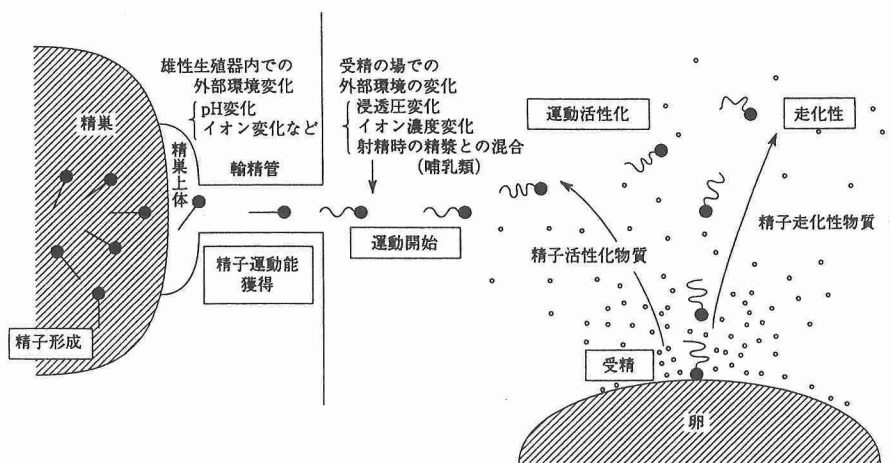 雄性生殖器内での
外部環境変化
pH変化
イオン変化など
受精の場での
外部環境の変化
浸透圧変化
イオン濃度変化
射精時の精漿との混合
(哺乳類)
精巣
精巣上体
輸精管
精子運動能
獲得
精子形成
運動開始
運動活性化
走化性
精子活性化物質
精子走化性物質
受精
卵